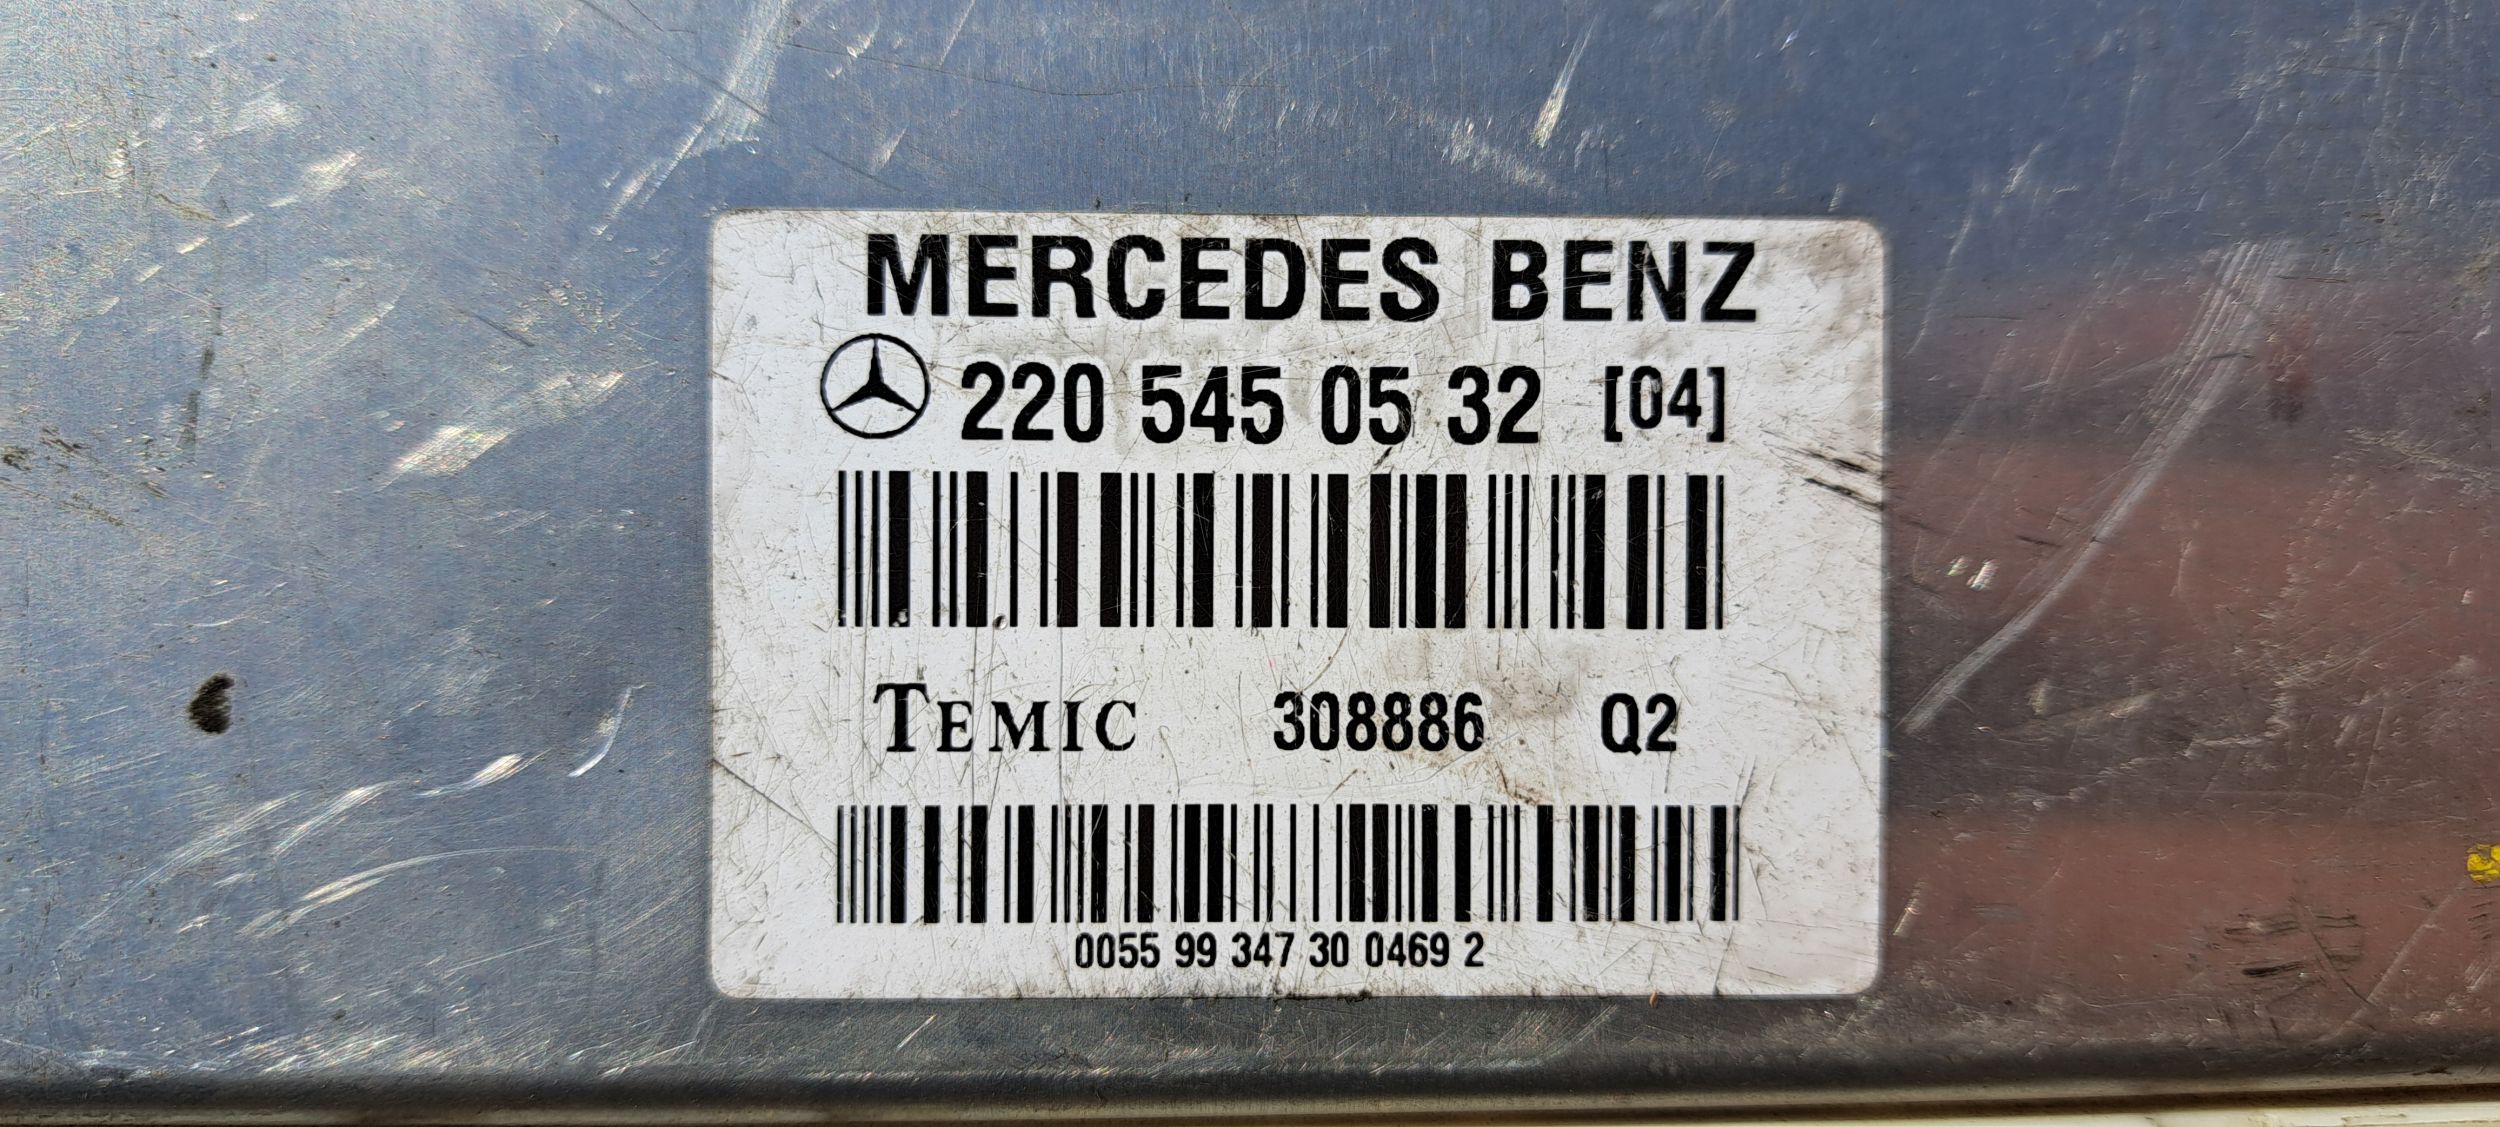 MERCEDES BENZ
220 545 05 32 [04]
TEMIC 308886 Q2
0055 99 347 30 0469 2